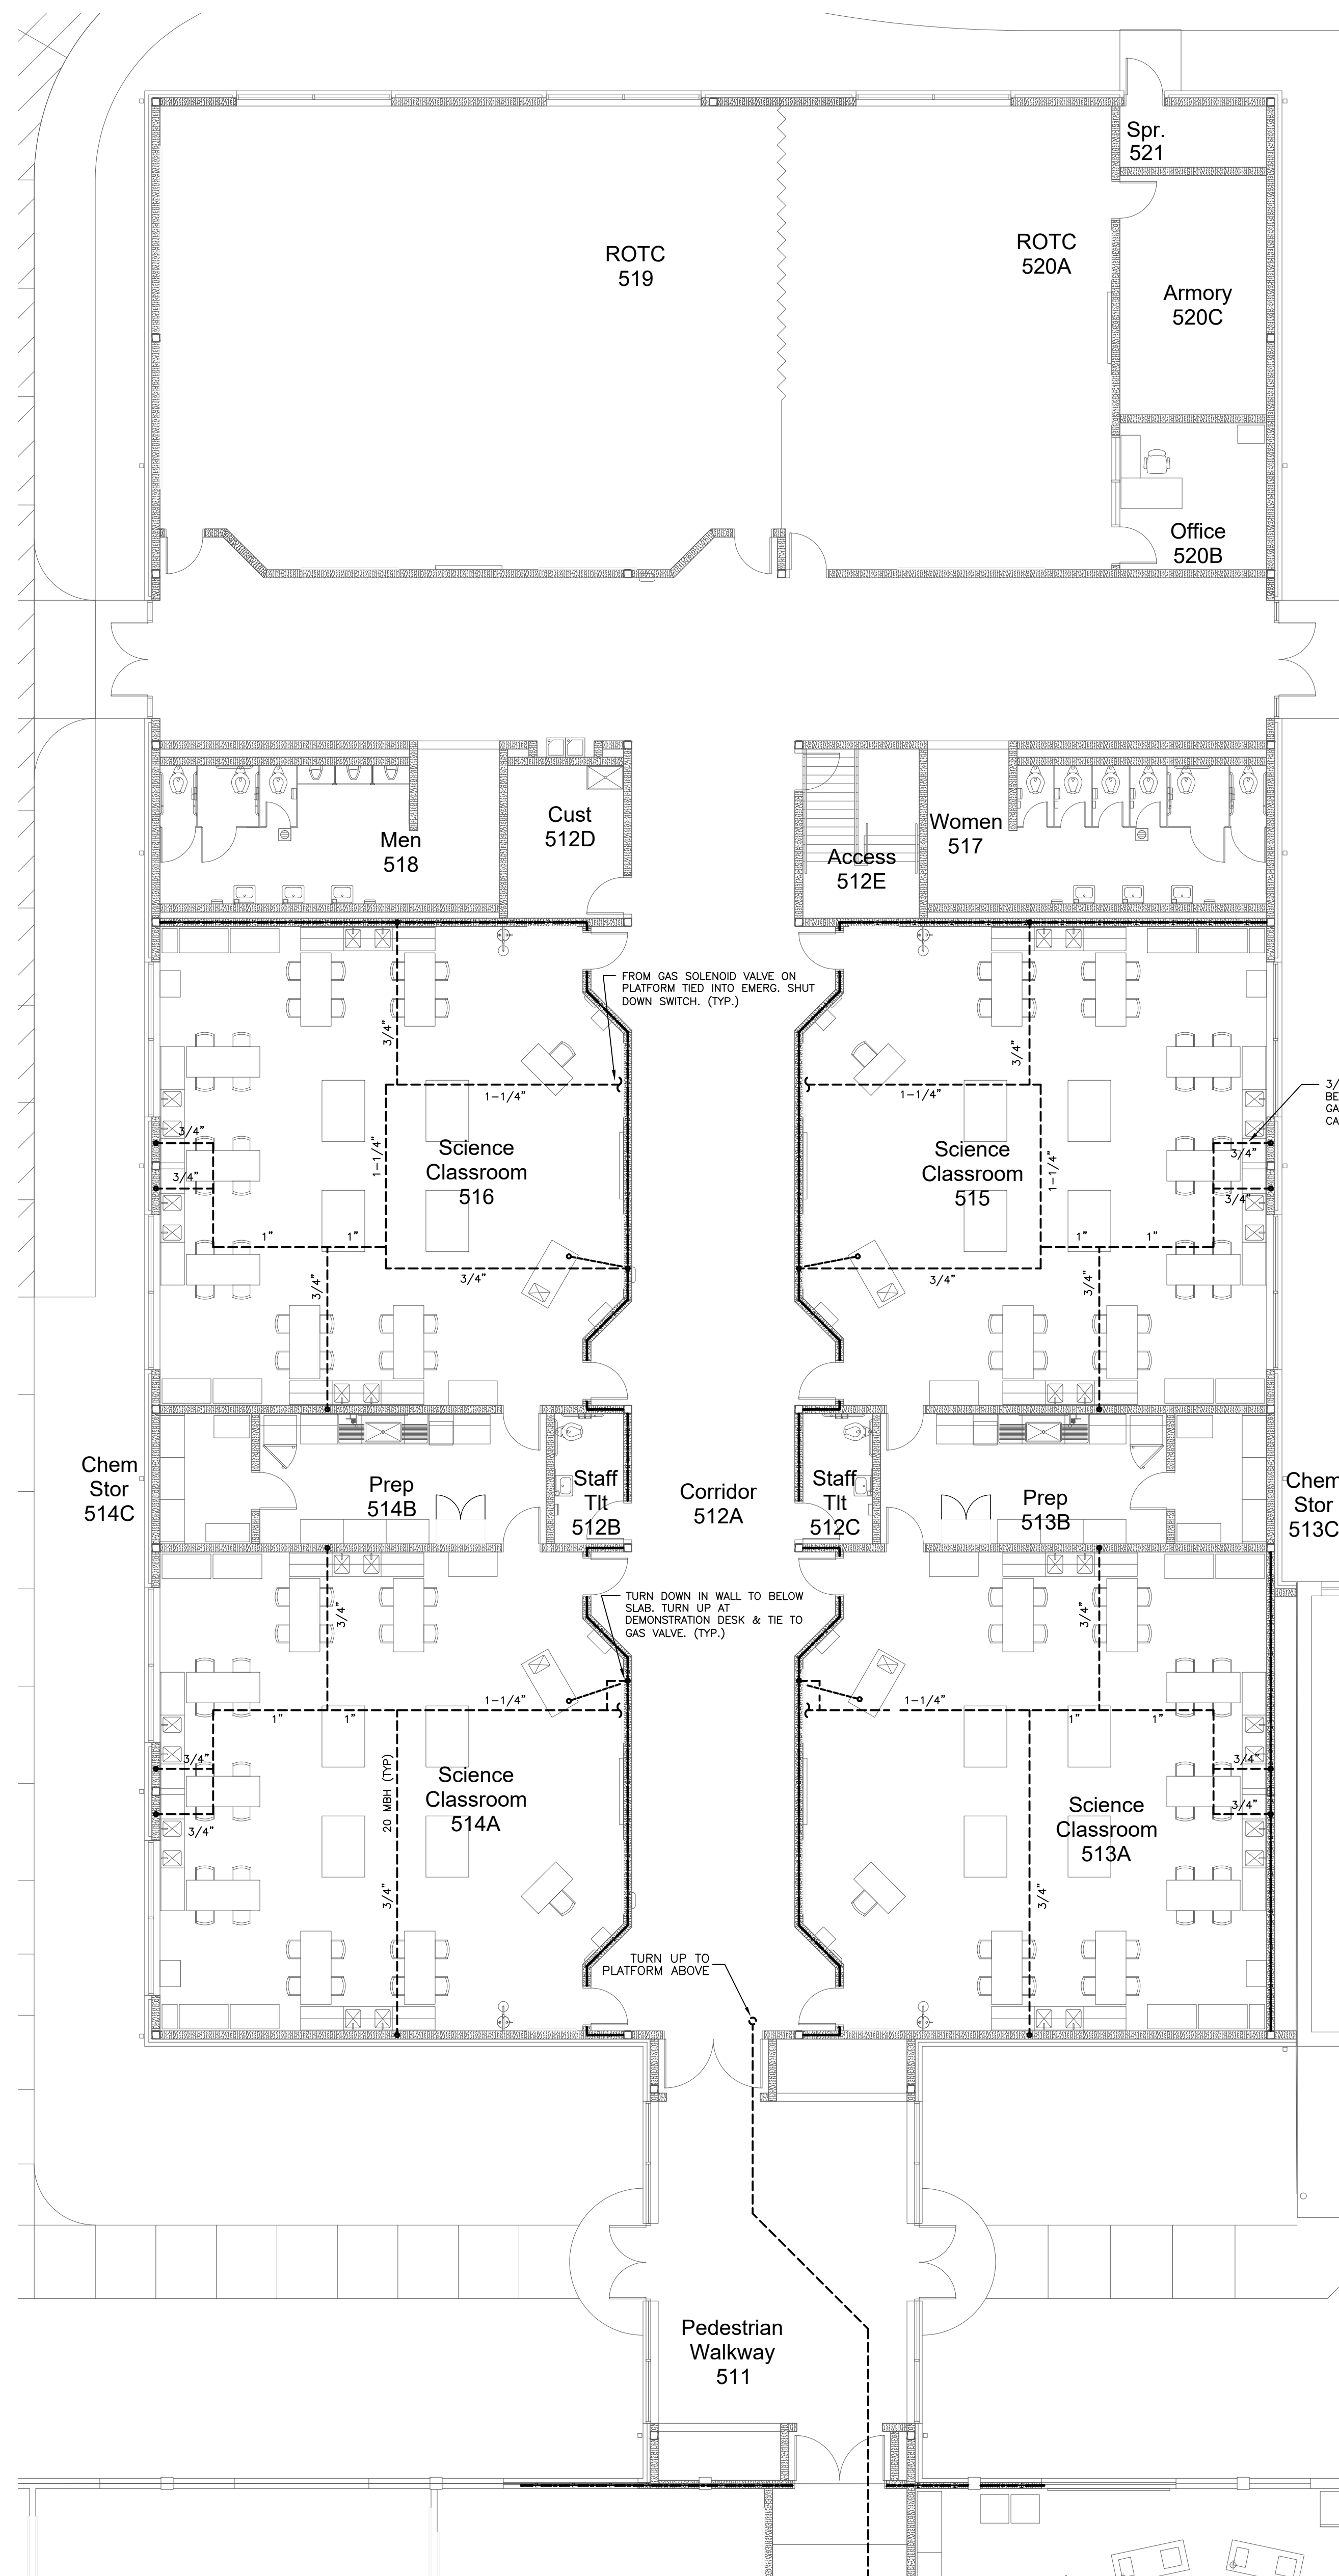 Spr.
521
ROTC
519
ROTC
520A
Armory
520C
Office
520B
Men
518
Cust
512D
Access
512E
Women
517
FROM GAS SOLENOID VALVE ON
PLATFORM TIED INTO EMERG. SHUT
DOWN SWITCH. (TYP.)
3/4"
1-1/4"
1-1/4"
3/4"
3/4"
Science
Classroom
516
1"
1"
3/4"
3/4"
3/4"
1-1/4"
1-1/4"
3/
BE
GA
CA
3/4"
3/4"
Science
Classroom
515
1"
1"
3/4"
3/4"
Chem
Stor
514C
Prep
514B
Staff
Tlt
512B
Corridor
512A
Staff
Tlt
512C
Prep
513B
Chem
Stor
513C
TURN DOWN IN WALL TO BELOW
SLAB. TURN UP AT
DEMONSTRATION DESK & TIE TO
GAS VALVE. (TYP.)
3/4"
1-1/4"
1"
1"
3/4"
3/4"
20 MBH (TYP)
3/4"
Science
Classroom
514A
3/4"
1-1/4"
1"
1"
3/4"
3/4"
Science
Classroom
513A
3/4"
TURN UP TO
PLATFORM ABOVE
Pedestrian
Walkway
511